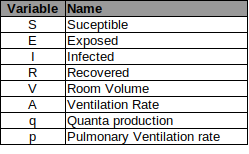 Variable Name
S Suceptible
E Exposed
I Infected
R Recovered
V Room Volume
A Ventilation Rate
q Quanta production
p Pulmonary Ventilation rate